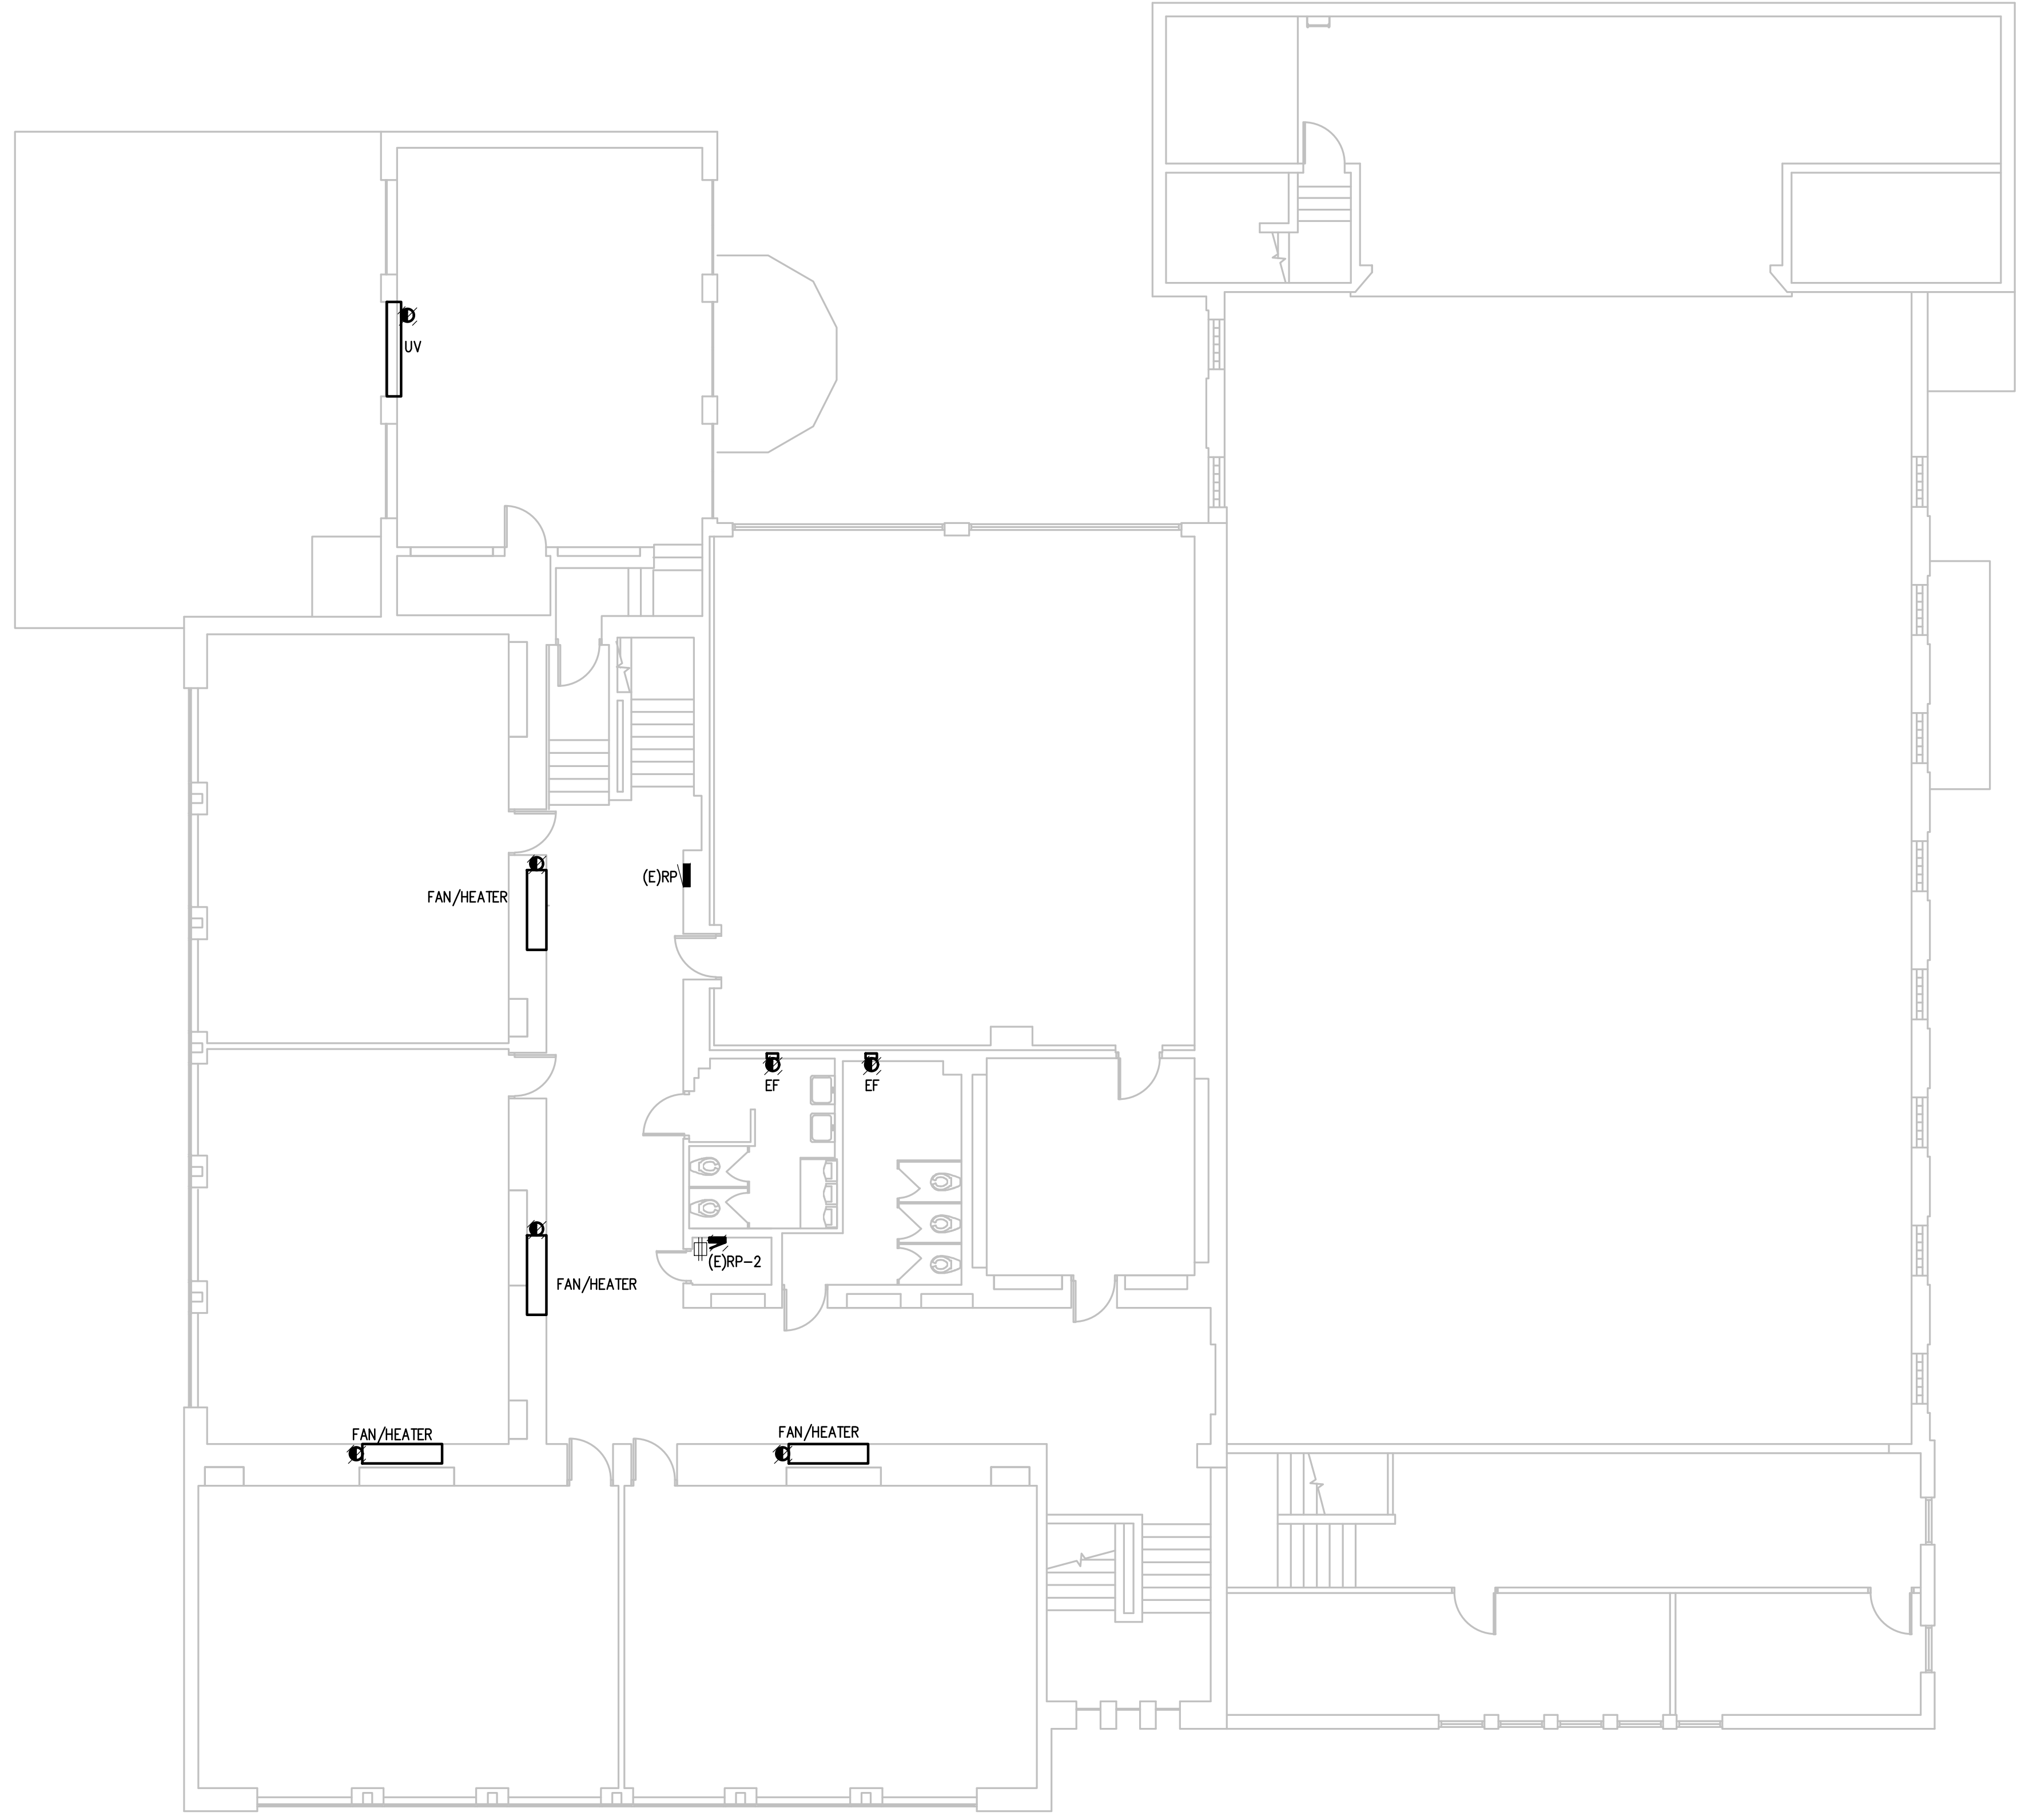 UV
(E)RP
FAN/HEATER
EF
EF
(E)RP-2
FAN/HEATER
FAN/HEATER
FAN/HEATER